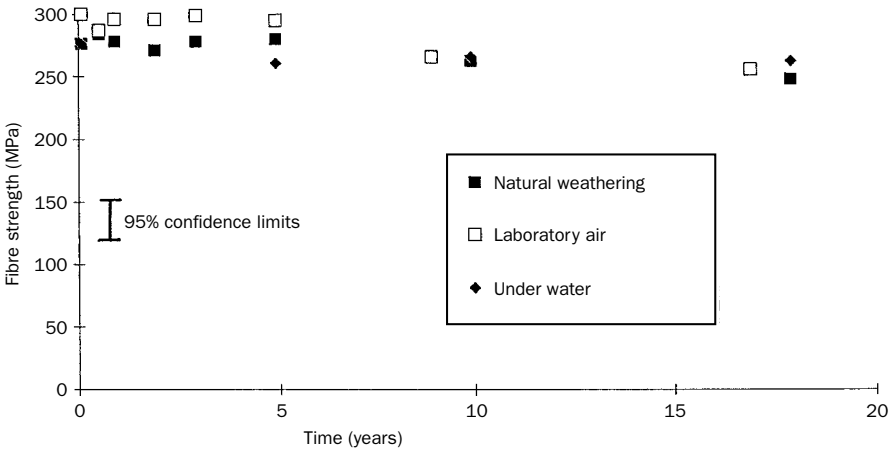 300
250
200
150
100
50
0
Fibre strength (MPa)
95% confidence limits
Natural weathering
Laboratory air
Under water
0 5 10 15 20
Time (years)